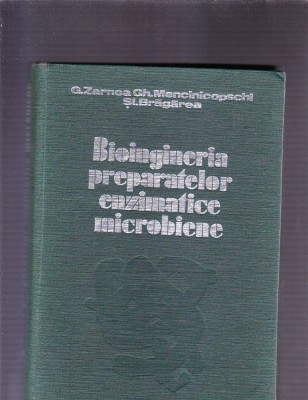 G.Zarnea Gh.Mencinicopschi
Şt.Brăgărea
Bioingineria
preparatelor
enzimatice
microbiene